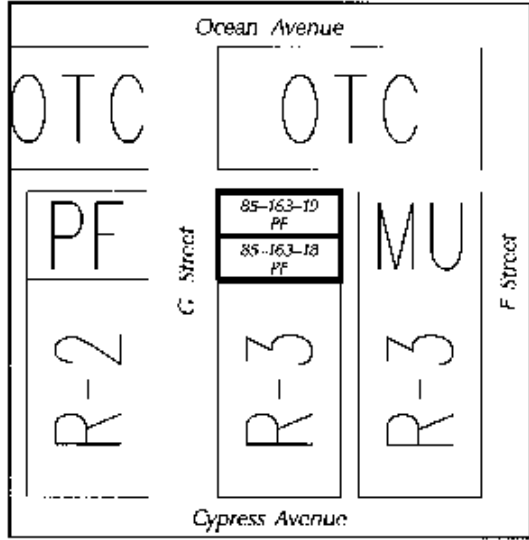 Ocean Avenue
OTC
OTC
PF
85-163-19
PF
85-163-18
PF
MU
G Street
F Street
R-2
R-3
R-3
Cypress Avenue